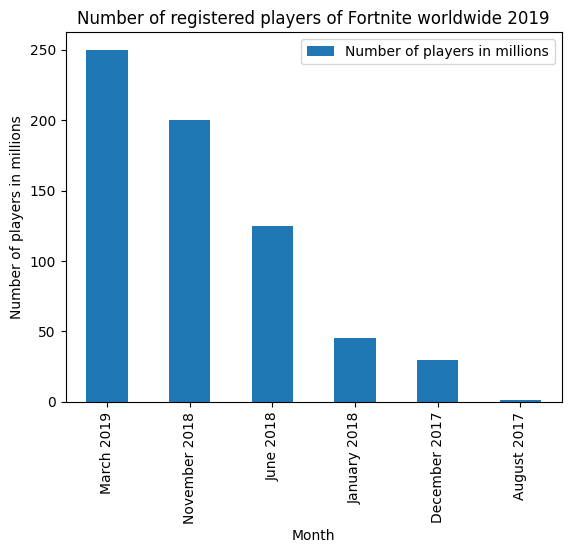 Number of registered players of Fortnite worldwide 2019
Number of players in millions
Number of players in millions
250
200
150
100
50
0
March 2019
November 2018
June 2018
January 2018
December 2017
August 2017
Month